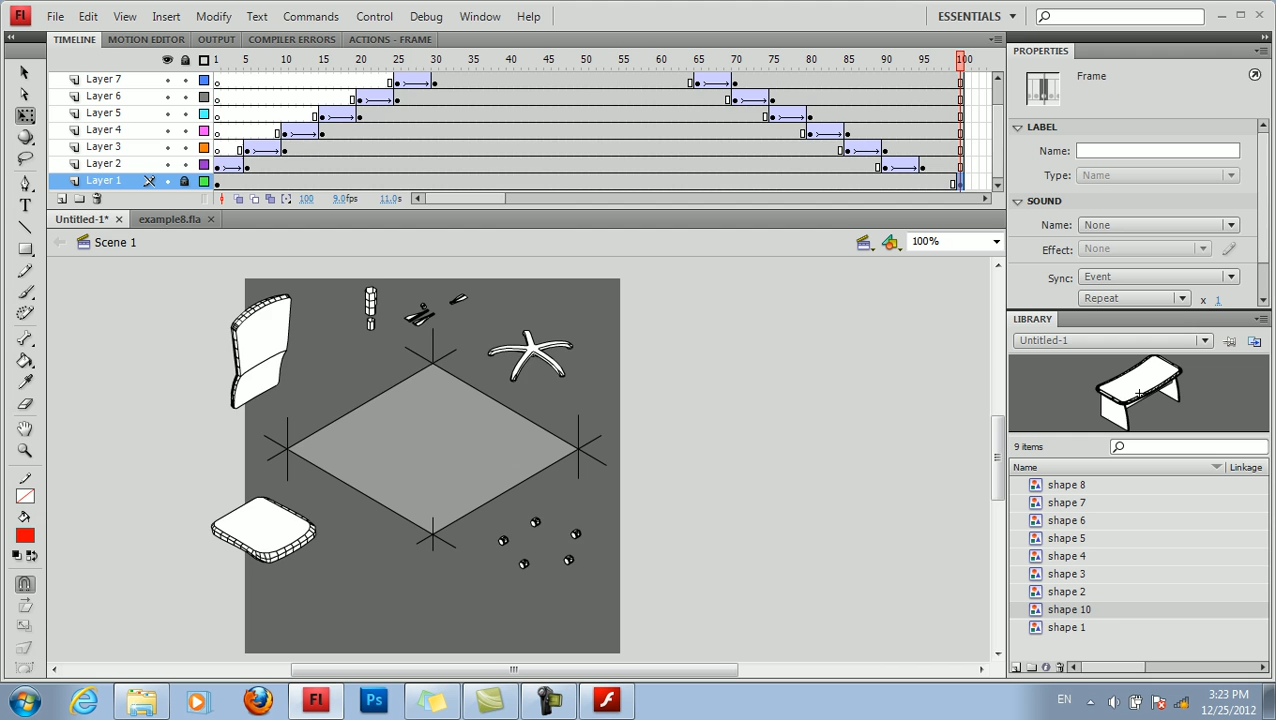 Fl File Edit View Insert Modify Text Commands Control Debug Window Help ESSENTIALS
TIMELINE MOTION EDITOR OUTPUT COMPILER ERRORS ACTIONS - FRAME
1 5 10 15 20 25 30 35 40 45 50 55 60 65 70 75 80 85 90 95 100
Layer 7
Layer 6
Layer 5
Layer 4
Layer 3
Layer 2
Layer 1
100 9.0fps 11.0s
Untitled-1* × example8.fla ×
Scene 1 100%
PROPERTIES
Frame
LABEL
Name:
Type: Name
SOUND
Name: None
Effect: None
Sync: Event
Repeat x 1
LIBRARY
Untitled-1
9 items
Name Linkage
shape 8
shape 7
shape 6
shape 5
shape 4
shape 3
shape 2
shape 10
shape 1
T
Fl Ps EN 3:23 PM
12/25/2012